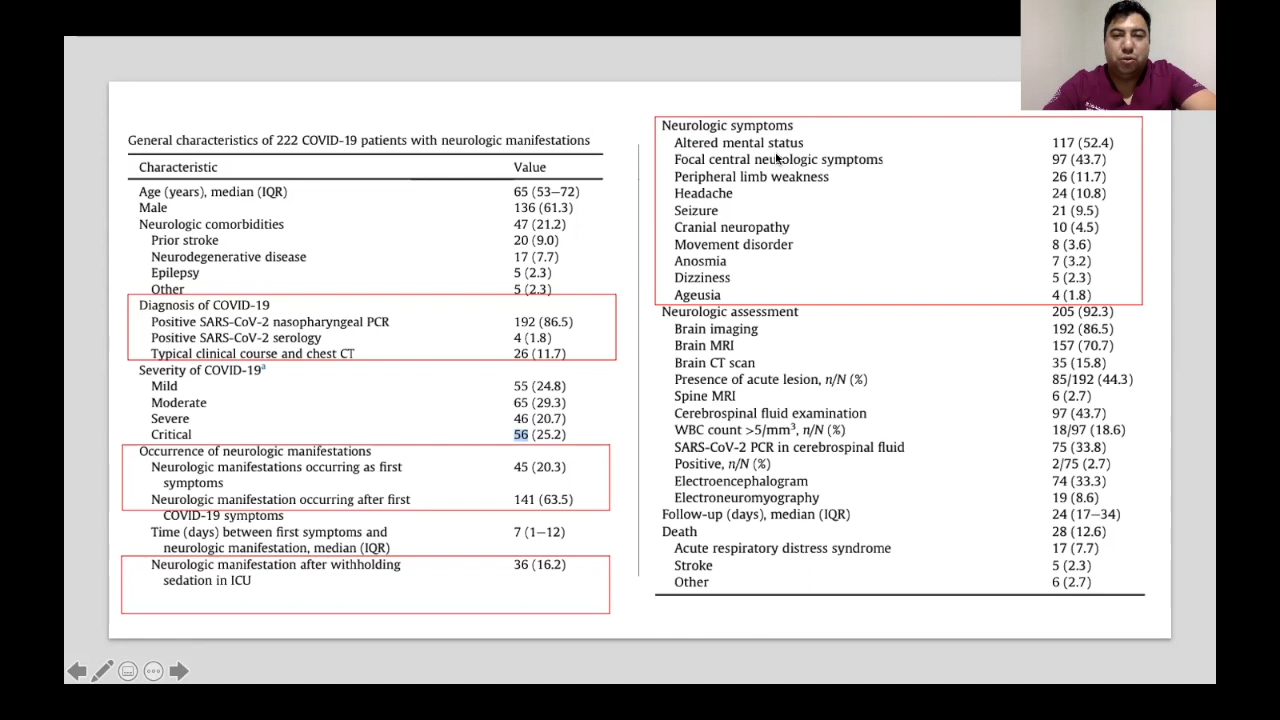 General characteristics of 222 COVID-19 patients with neurologic manifestations
Characteristic Value
Age (years), median (IQR) 65 (53–72)
Male 136 (61.3)
Neurologic comorbidities 47 (21.2)
Prior stroke 20 (9.0)
Neurodegenerative disease 17 (7.7)
Epilepsy 5 (2.3)
Other 5 (2.3)
Diagnosis of COVID-19
Positive SARS-CoV-2 nasopharyngeal PCR 192 (86.5)
Positive SARS-CoV-2 serology 4 (1.8)
Typical clinical course and chest CT 26 (11.7)
Severity of COVID-19a
Mild 55 (24.8)
Moderate 65 (29.3)
Severe 46 (20.7)
Critical 56 (25.2)
Occurrence of neurologic manifestations
Neurologic manifestations occurring as first 45 (20.3)
symptoms
Neurologic manifestation occurring after first 141 (63.5)
COVID-19 symptoms
Time (days) between first symptoms and 7 (1–12)
neurologic manifestation, median (IQR)
Neurologic manifestation after withholding 36 (16.2)
sedation in ICU
Neurologic symptoms
Altered mental status 117 (52.4)
Focal central neurologic symptoms 97 (43.7)
Peripheral limb weakness 26 (11.7)
Headache 24 (10.8)
Seizure 21 (9.5)
Cranial neuropathy 10 (4.5)
Movement disorder 8 (3.6)
Anosmia 7 (3.2)
Dizziness 5 (2.3)
Ageusia 4 (1.8)
Neurologic assessment 205 (92.3)
Brain imaging 192 (86.5)
Brain MRI 157 (70.7)
Brain CT scan 35 (15.8)
Presence of acute lesion, n/N (%) 85/192 (44.3)
Spine MRI 6 (2.7)
Cerebrospinal fluid examination 97 (43.7)
WBC count >5/mm³, n/N (%) 18/97 (18.6)
SARS-CoV-2 PCR in cerebrospinal fluid 75 (33.8)
Positive, n/N (%) 2/75 (2.7)
Electroencephalogram 74 (33.3)
Electroneuromyography 19 (8.6)
Follow-up (days), median (IQR) 24 (17–34)
Death 28 (12.6)
Acute respiratory distress syndrome 17 (7.7)
Stroke 5 (2.3)
Other 6 (2.7)